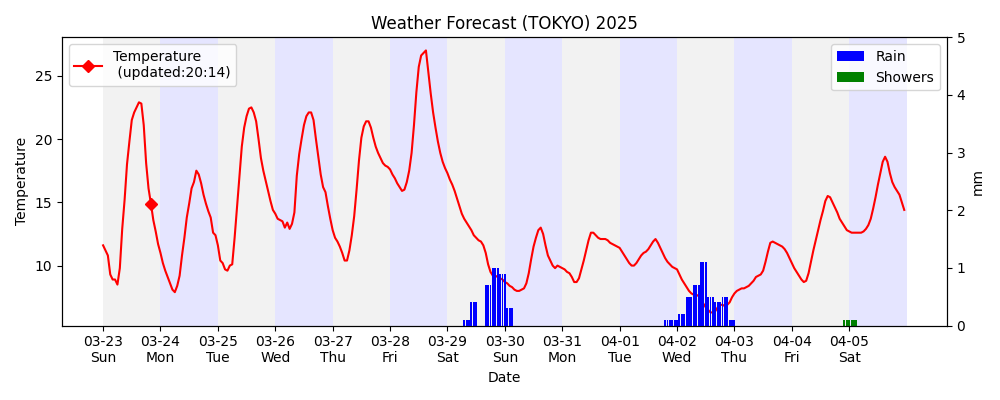 Weather Forecast (TOKYO) 2025
Temperature
(updated:20:14)
Rain
Showers
Temperature
25
20
15
10
5
4
3
2
1
0
mm
03-23 03-24 03-25 03-26 03-27 03-28 03-29 03-30 03-31 04-01 04-02 04-03 04-04 04-05
Sun Mon Tue Wed Thu Fri Sat Sun Mon Tue Wed Thu Fri Sat
Date